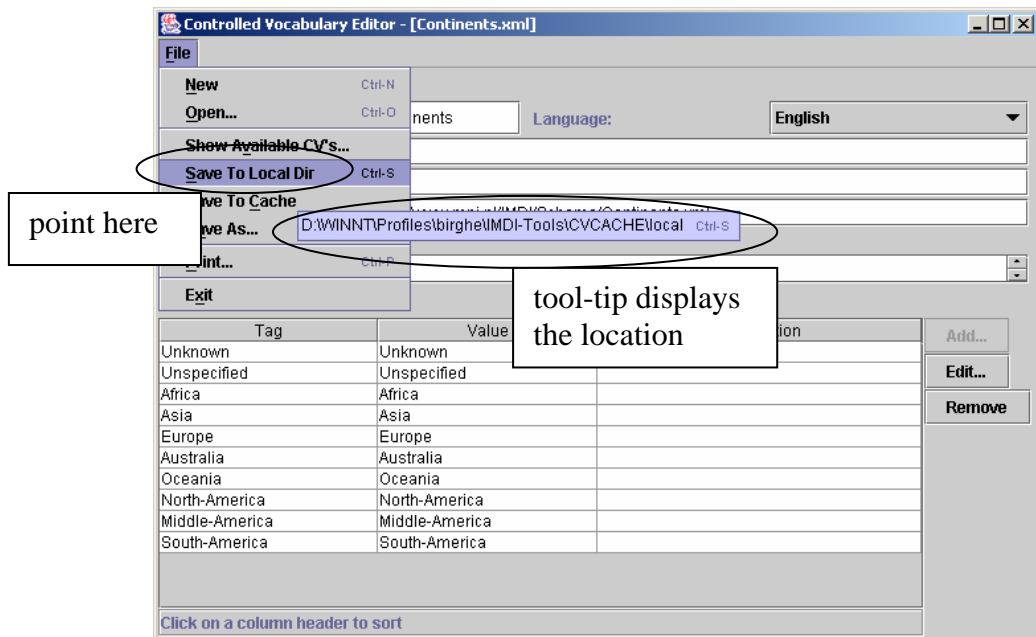 Controlled Vocabulary Editor - [Continents.xml]
File
New Ctrl-N
Open... Ctrl-O
nents Language: English
Show Available CV's...
Save To Local Dir Ctrl-S
ve To Cache
ve As...
D:\WINNT\Profiles\birghe\IMDI-Tools\CVCACHE\local Ctrl-S
point here
int... Ctrl-P
Exit
tool-tip displays
the location
Tag Value ion
Unknown Unknown
Unspecified Unspecified
Africa Africa
Asia Asia
Europe Europe
Australia Australia
Oceania Oceania
North-America North-America
Middle-America Middle-America
South-America South-America
Add...
Edit...
Remove
Click on a column header to sort